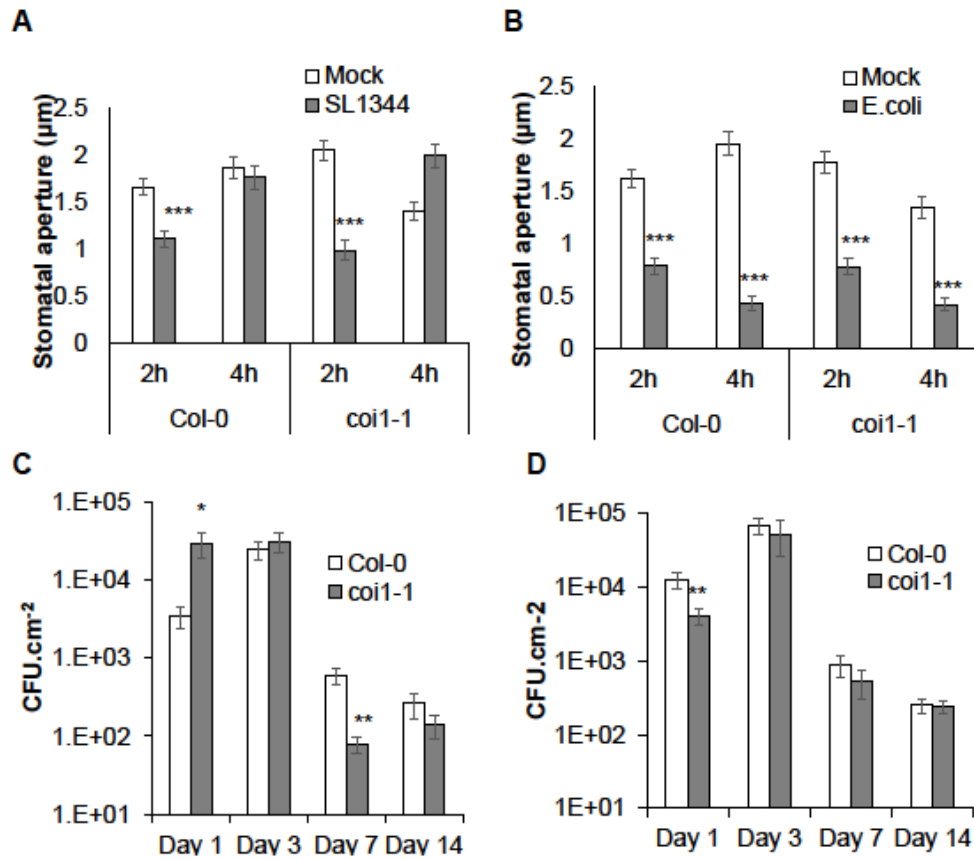 A
Mock
SL1344
Stomatal aperture (µm)
2.5
2
1.5
1
0.5
0
***
***
2h 4h 2h 4h
Col-0 coi1-1
B
Mock
E.coli
Stomatal aperture (µm)
2.5
2
1.5
1
0.5
0
***
***
***
***
2h 4h 2h 4h
Col-0 coi1-1
C
CFU.cm-2
1.E+05
1.E+04
1.E+03
1.E+02
1.E+01
*
**
Col-0
coi1-1
Day 1 Day 3 Day 7 Day 14
D
CFU.cm-2
1E+05
1E+04
1E+03
1E+02
1E+01
**
Col-0
coi1-1
Day 1 Day 3 Day 7 Day 14